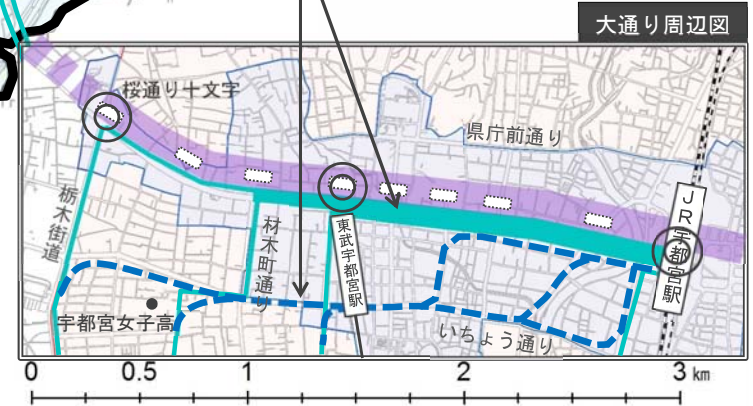 大通り周辺図
桜通り十文字
県庁前通り
栃木街道
材木町通り
東武宇都宮駅
JR宇都宮駅
宇都宮女子高
いちょう通り
0 0.5 1 2 3 km